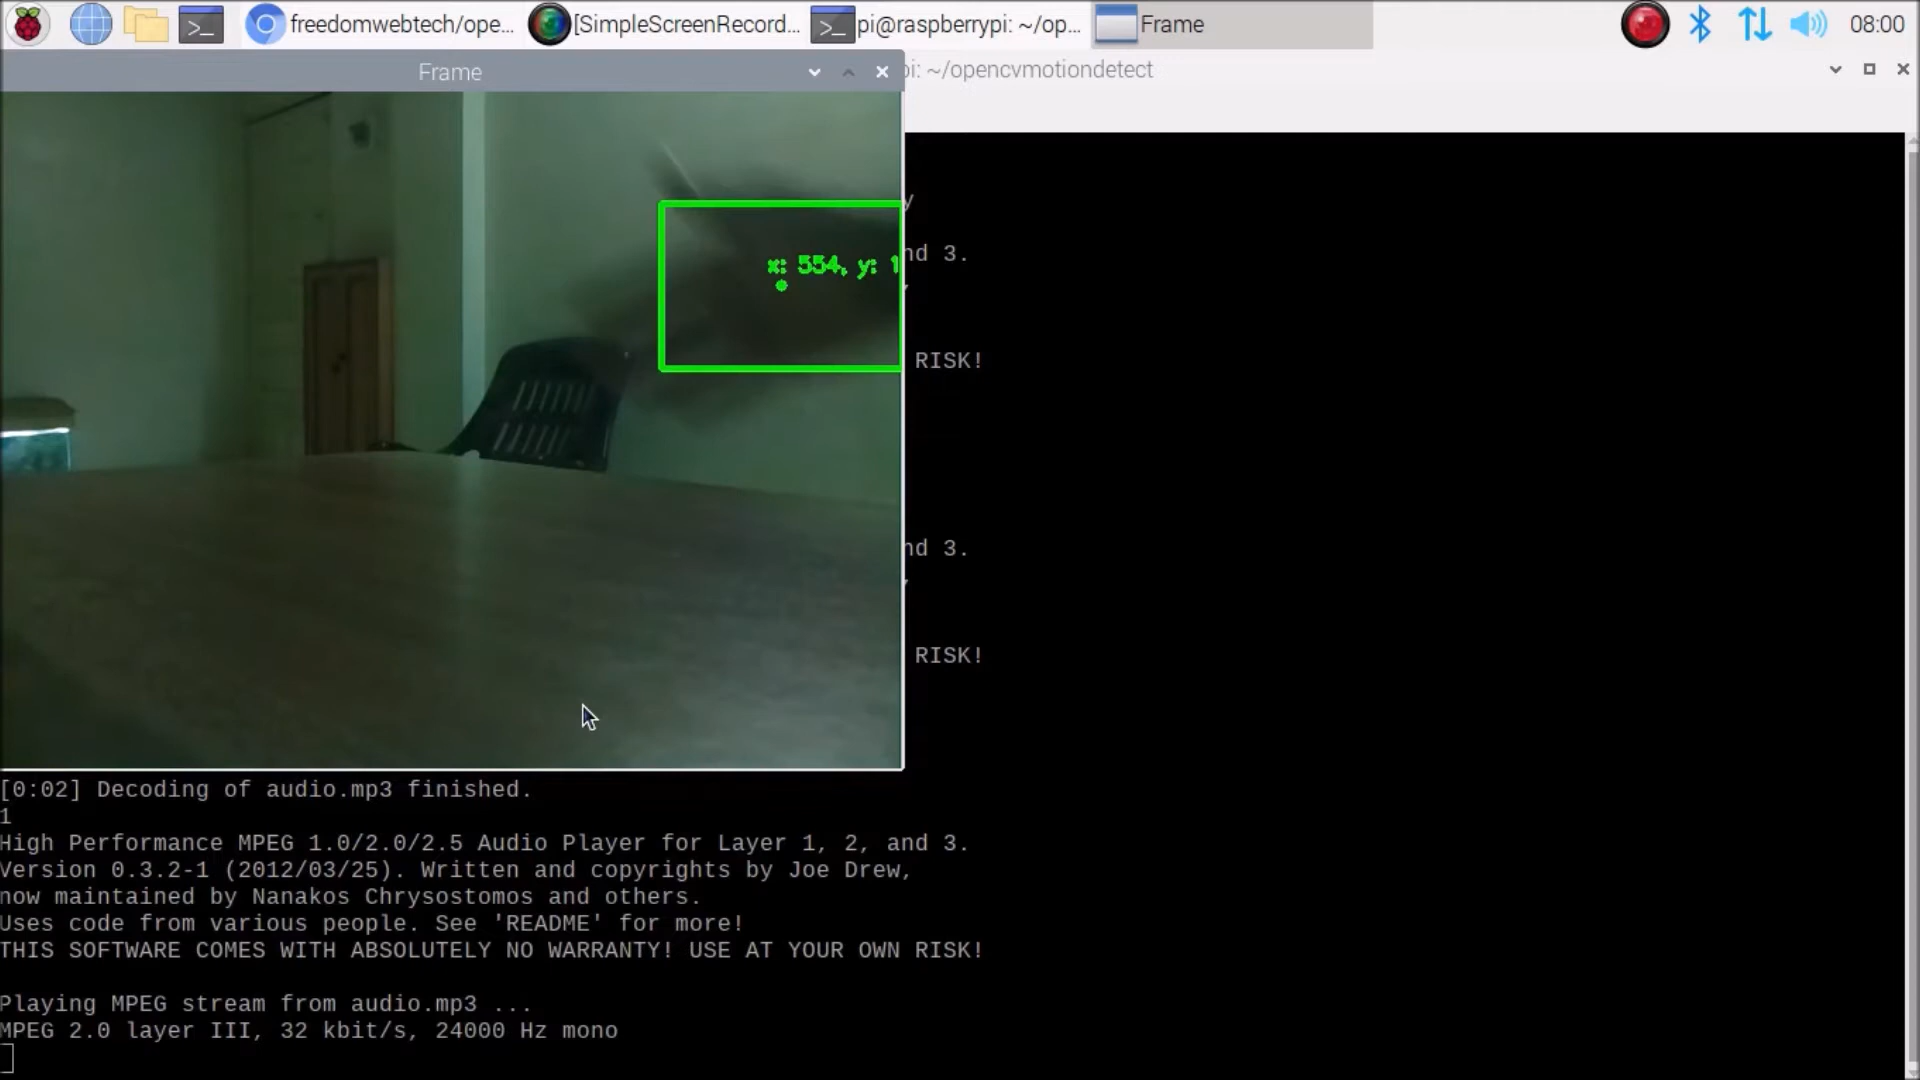 freedomwebtech/ope...
[SimpleScreenRecord...
pi@raspberrypi: ~/op...
Frame
08:00
Frame
pi: ~/opencvmotiondetect
y
x: 554, y: 1
nd 3.
RISK!
nd 3.
RISK!
[0:02] Decoding of audio.mp3 finished.
1
High Performance MPEG 1.0/2.0/2.5 Audio Player for Layer 1, 2, and 3.
Version 0.3.2-1 (2012/03/25). Written and copyrights by Joe Drew,
now maintained by Nanakos Chrysostomos and others.
Uses code from various people. See 'README' for more!
THIS SOFTWARE COMES WITH ABSOLUTELY NO WARRANTY! USE AT YOUR OWN RISK!
Playing MPEG stream from audio.mp3 ...
MPEG 2.0 layer III, 32 kbit/s, 24000 Hz mono